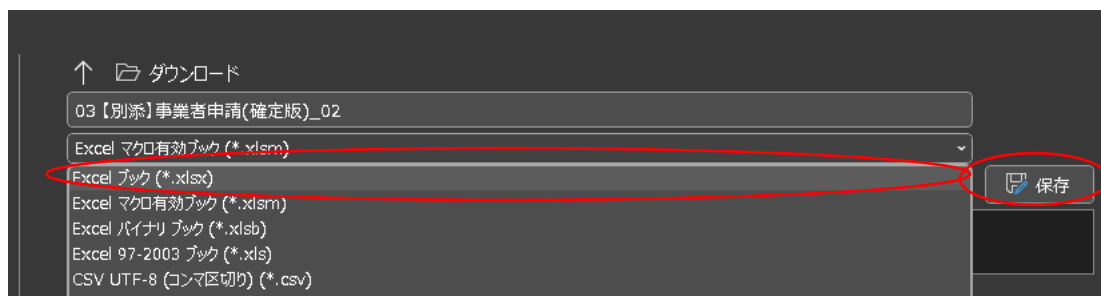 ↑ ダウンロード
03【別添】事業者申請(確定版)_02
Excel マクロ有効ブック (*.xlsm)
Excel ブック (*.xlsx)
保存
Excel マクロ有効ブック (*.xlsm)
Excel バイナリ ブック (*.xlsb)
Excel 97-2003 ブック (*.xls)
CSV UTF-8 (コンマ区切り) (*.csv)